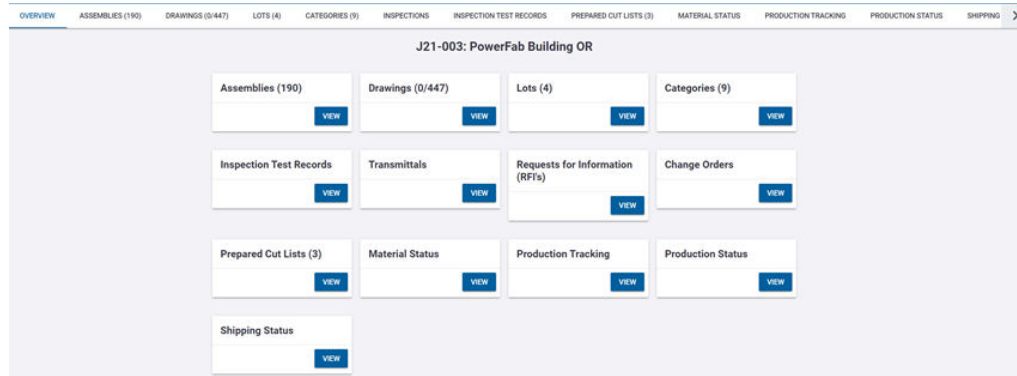 OVERVIEW ASSEMBLIES (190) DRAWINGS (0/447) LOTS (4) CATEGORIES (9) INSPECTIONS INSPECTION TEST RECORDS PREPARED CUT LISTS (3) MATERIAL STATUS PRODUCTION TRACKING PRODUCTION STATUS SHIPPING
J21-003: PowerFab Building OR
Assemblies (190) Drawings (0/447) Lots (4) Categories (9)
VIEW VIEW VIEW VIEW
Inspection Test Records Transmittals Requests for Information Change Orders
(RFI's)
VIEW VIEW VIEW VIEW
Prepared Cut Lists (3) Material Status Production Tracking Production Status
VIEW VIEW VIEW VIEW
Shipping Status
VIEW